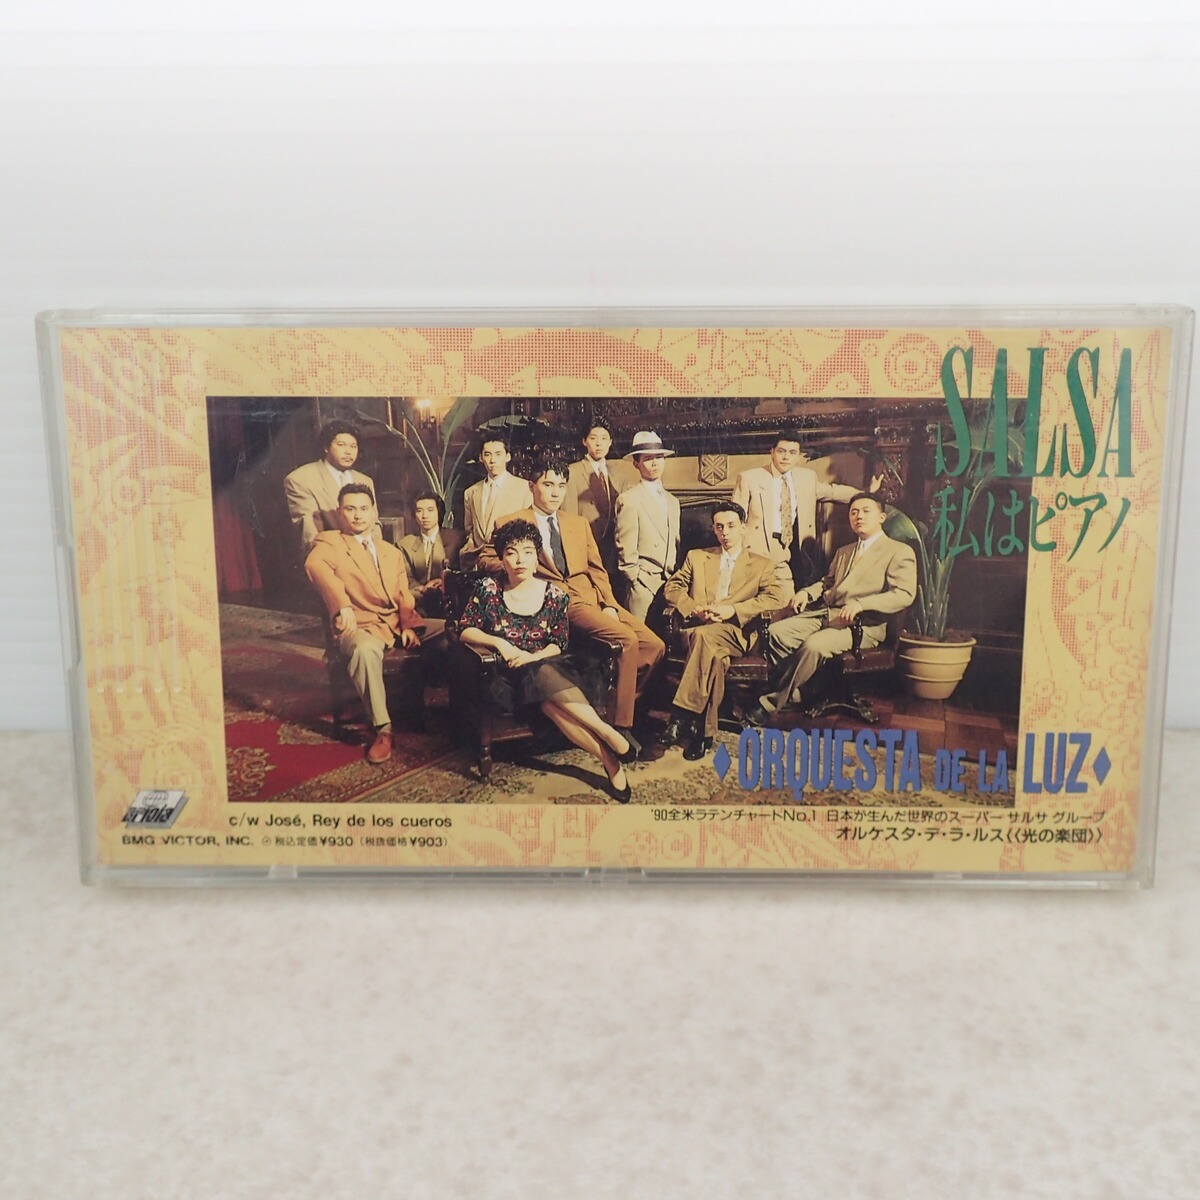 SALSA
私はピアノ
◆ORQUESTA DE LA LUZ◆
ariola
c/w José, Rey de los cueros
BMG VICTOR, INC. 税込定価¥930(税抜価格¥903)
'90全米ラテンチャートNo.1 日本が生んだ世界のスーパー サルサ グループ
オルケスタ・デ・ラ・ルス《光の楽団》